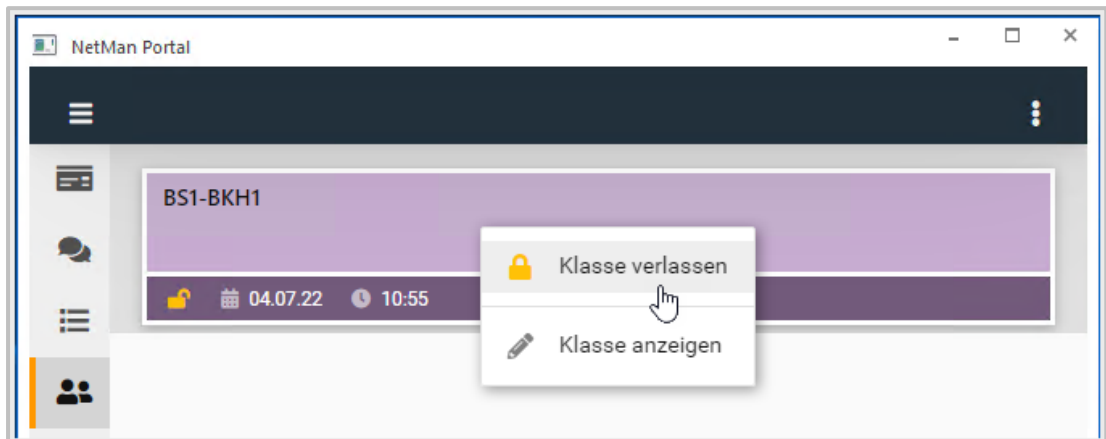 NetMan Portal
BS1-BKH1
Klasse verlassen
04.07.22 10:55
Klasse anzeigen